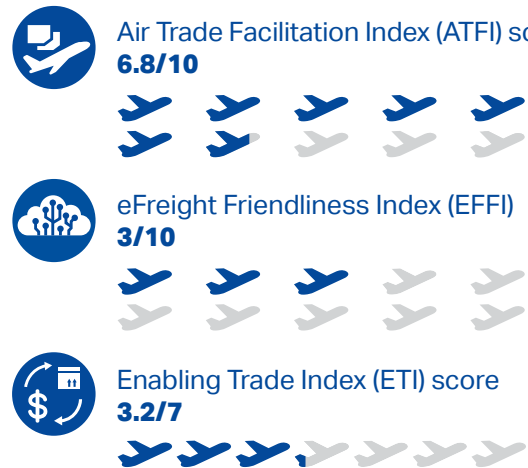 Air Trade Facilitation Index (ATFI)
6.8/10
eFreight Friendliness Index (EFFI)
3/10
Enabling Trade Index (ETI) score
3.2/7
$